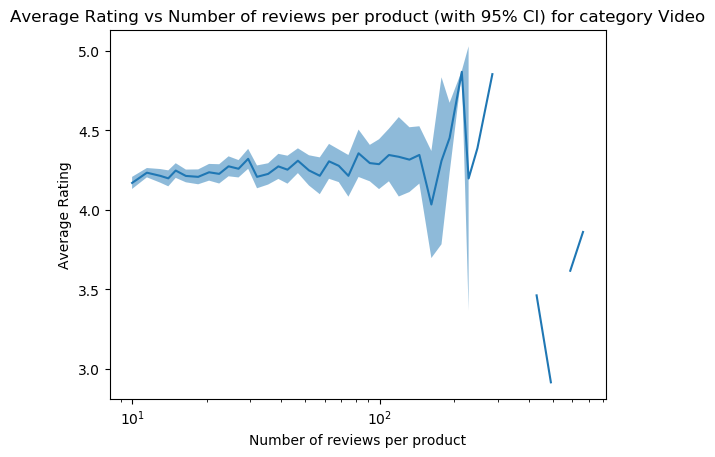 Average Rating vs Number of reviews per product (with 95% CI) for category Video
5.0
4.5
4.0
3.5
3.0
Average Rating
10¹
10²
Number of reviews per product